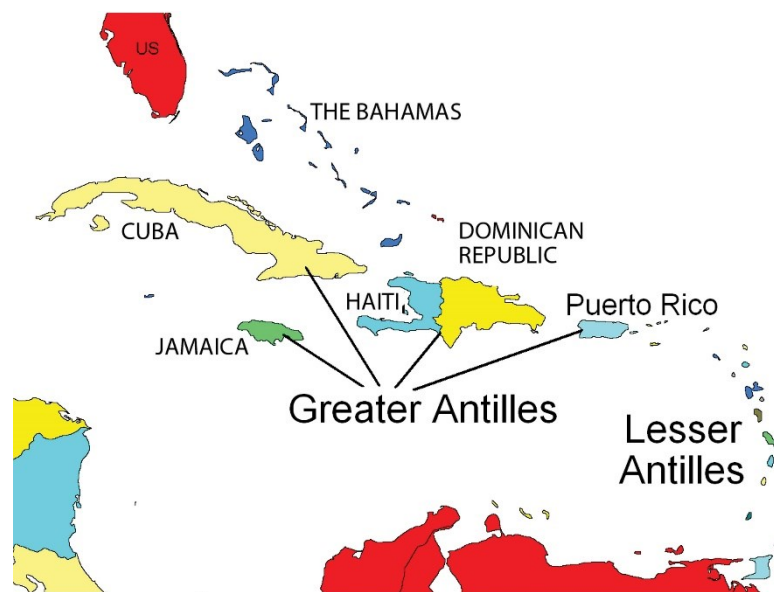 US
THE BAHAMAS
CUBA
DOMINICAN
REPUBLIC
HAITI
Puerto Rico
JAMAICA
Greater Antilles
Lesser
Antilles